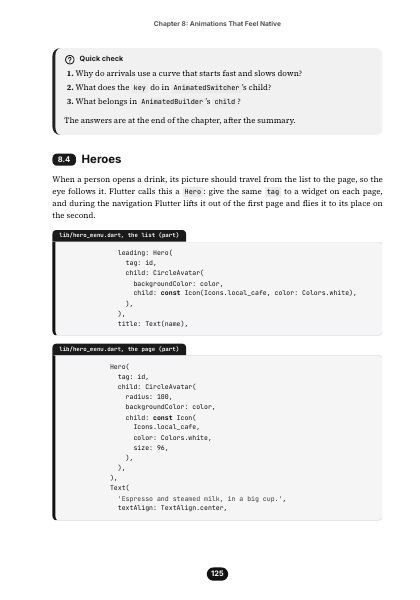 Chapter 8: Animations That Feel Native
Quick check
1. Why do arrivals use a curve that starts fast and slows down?
2. What does the key do in AnimatedSwitcher's child?
3. What belongs in AnimatedBuilder's child?
The answers are at the end of the chapter, after the summary.
8.4 Heroes
When a person opens a drink, its picture should travel from the list to the page, so the
eye follows it. Flutter calls this a Hero: give the same tag to a widget on each page,
and during the navigation Flutter lifts it out of the first page and flies it to its place on
the second.
lib/hero_menu.dart, the list (part)
leading: Hero(
  tag: id,
  child: CircleAvatar(
    backgroundColor: color,
    child: const Icon(Icons.local_cafe, color: Colors.white),
  ),
),
title: Text(name),
lib/hero_menu.dart, the page (part)
Hero(
  tag: id,
  child: CircleAvatar(
    radius: 100,
    backgroundColor: color,
    child: const Icon(
      Icons.local_cafe,
      color: Colors.white,
      size: 96,
    ),
  ),
),
Text(
  'Espresso and steamed milk, in a big cup.',
  textAlign: TextAlign.center,
125